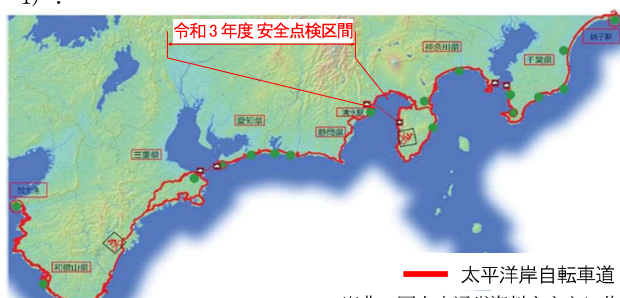 令和3年度 安全点検区間
神奈川県
千葉県
銚子駅
清水駅
愛知県
静岡県
三重県
和歌山県
太平洋岸自転車道